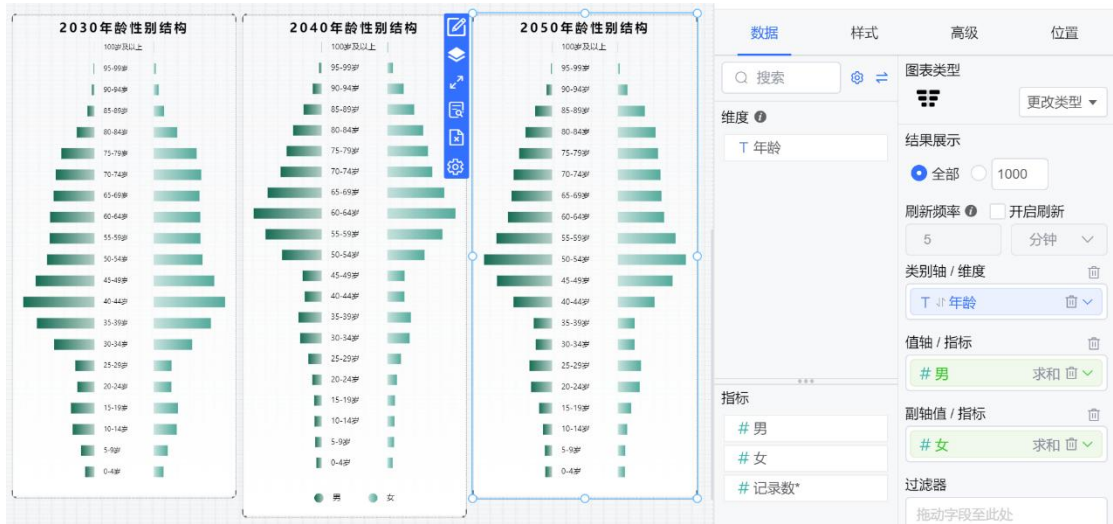 2030年龄性别结构
100岁及以上
95-99岁
90-94岁
85-89岁
80-84岁
75-79岁
70-74岁
65-69岁
60-64岁
55-59岁
50-54岁
45-49岁
40-44岁
35-39岁
30-34岁
25-29岁
20-24岁
15-19岁
10-14岁
5-9岁
0-4岁
2040年龄性别结构
100岁及以上
95-99岁
90-94岁
85-89岁
80-84岁
75-79岁
70-74岁
65-69岁
60-64岁
55-59岁
50-54岁
45-49岁
40-44岁
35-39岁
30-34岁
25-29岁
20-24岁
15-19岁
10-14岁
5-9岁
0-4岁
男 女
2050年龄性别结构
100岁及以上
95-99岁
90-94岁
85-89岁
80-84岁
75-79岁
70-74岁
65-69岁
60-64岁
55-59岁
50-54岁
45-49岁
40-44岁
35-39岁
30-34岁
25-29岁
20-24岁
15-19岁
10-14岁
5-9岁
0-4岁
数据 样式 高级 位置
搜索
维度
T 年龄
指标
# 男
# 女
# 记录数*
图表类型
更改类型
结果展示
全部 1000
刷新频率 开启刷新
5 分钟
类别轴 / 维度
T 年龄
值轴 / 指标
# 男 求和
副轴值 / 指标
# 女 求和
过滤器
拖动字段至此处